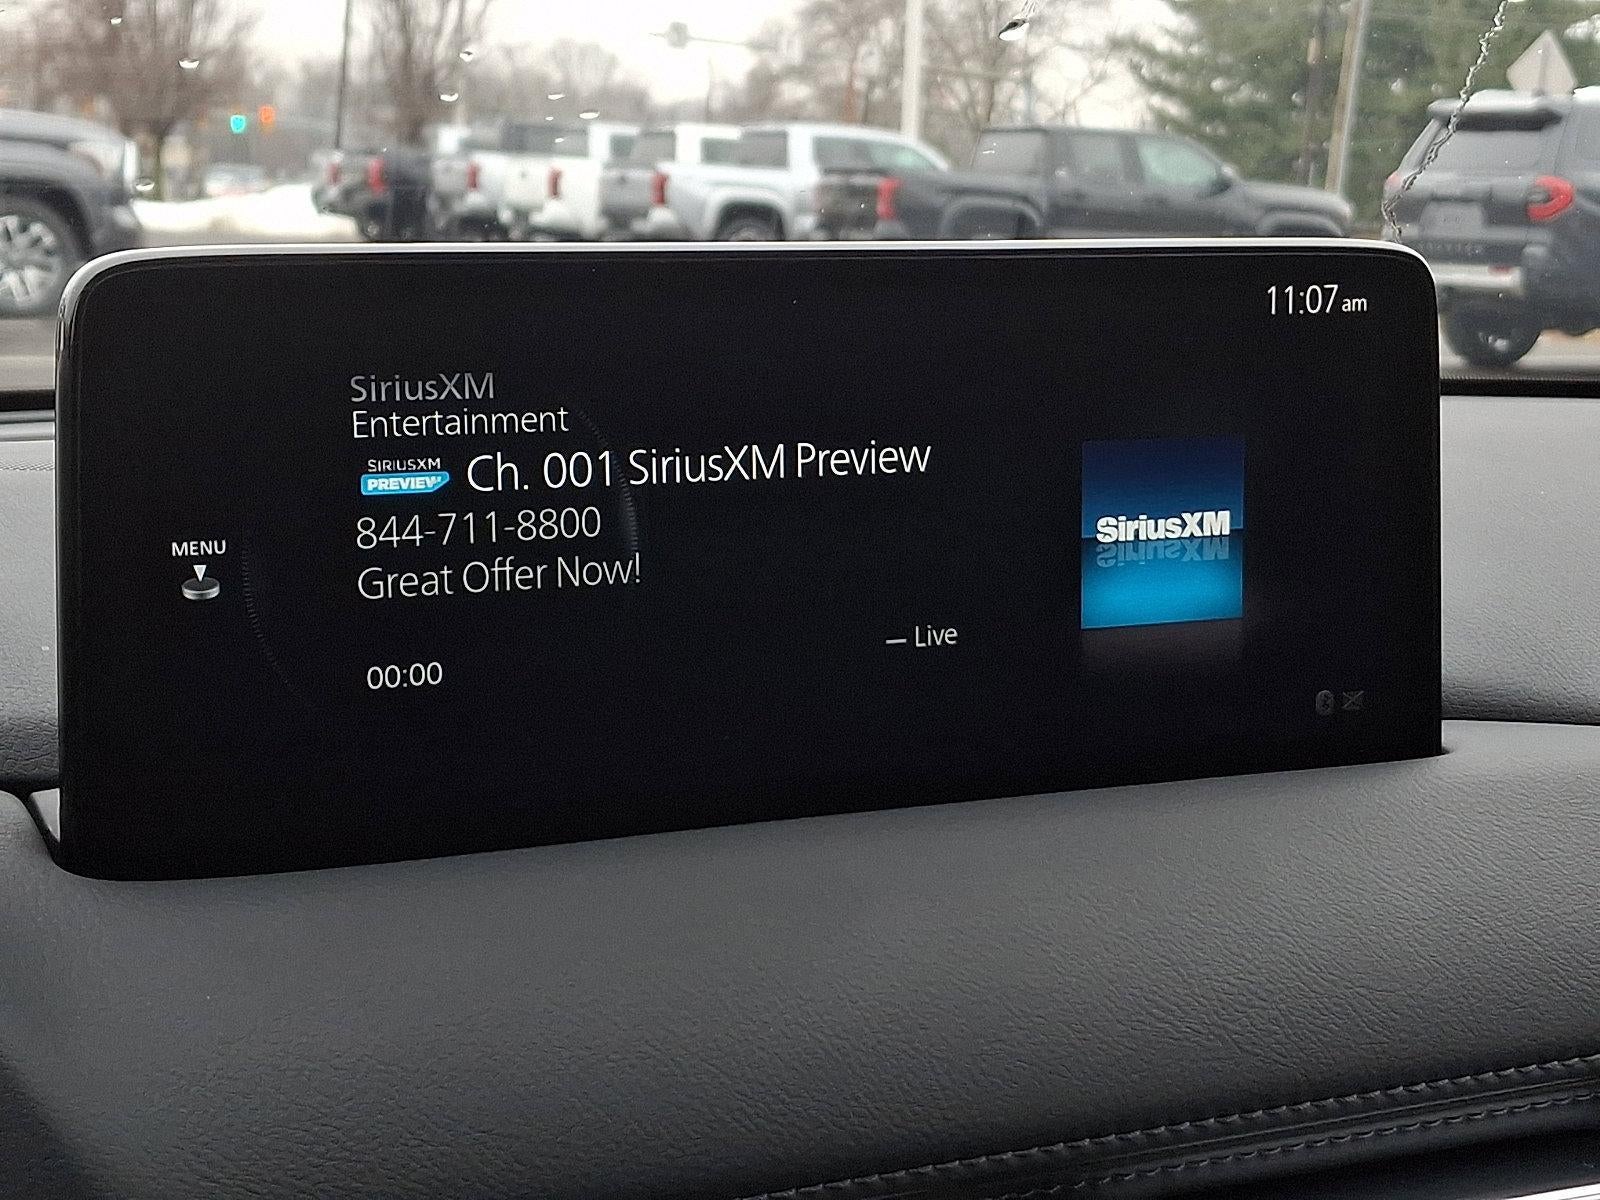 11:07 am
SiriusXM
Entertainment
SIRIUSXM
PREVIEW
Ch. 001 SiriusXM Preview
844-711-8800
Great Offer Now!
MENU
SiriusXM
– Live
00:00